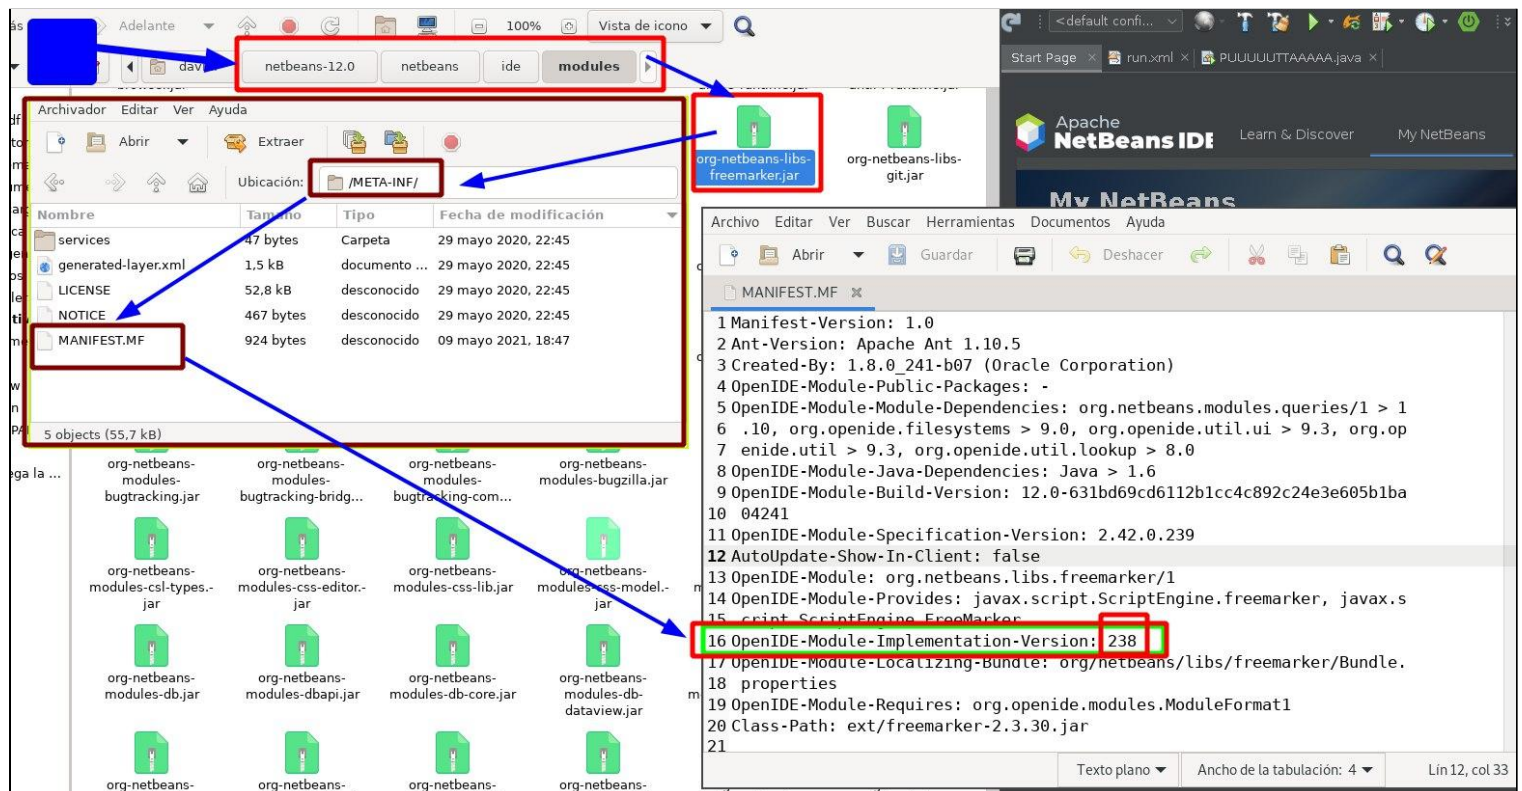 Adelante
100%
Vista de icono
netbeans-12.0
netbeans
ide
modules
<default confi...
Start Page
run.xml
PUUUUUTTAAAAA.java
Apache
NetBeans IDE
Learn & Discover
My NetBeans
My NetBeans
org-netbeans-libs-
freemarker.jar
org-netbeans-libs-
git.jar
Archivador Editar Ver Ayuda
Abrir
Extraer
Ubicación:
/META-INF/
Nombre Tamaño Tipo Fecha de modificación
services 47 bytes Carpeta 29 mayo 2020, 22:45
generated-layer.xml 1,5 kB documento ... 29 mayo 2020, 22:45
LICENSE 52,8 kB desconocido 29 mayo 2020, 22:45
NOTICE 467 bytes desconocido 29 mayo 2020, 22:45
MANIFEST.MF 924 bytes desconocido 09 mayo 2021, 18:47
5 objects (55,7 kB)
ega la ...
org-netbeans-
modules-
bugtracking.jar
org-netbeans-
modules-
bugtracking-bridg...
org-netbeans-
modules-
bugtracking-com...
org-netbeans-
modules-bugzilla.jar
org-netbeans-
modules-csl-types.-
jar
org-netbeans-
modules-css-editor.-
jar
org-netbeans-
modules-css-lib.jar
org-netbeans-
modules-css-model.-
jar
org-netbeans-
modules-db.jar
org-netbeans-
modules-dbapi.jar
org-netbeans-
modules-db-core.jar
org-netbeans-
modules-db-
dataview.jar
org-netbeans-
org-netbeans-
org-netbeans-
org-netbeans-
Archivo Editar Ver Buscar Herramientas Documentos Ayuda
Abrir
Guardar
Deshacer
MANIFEST.MF
1 Manifest-Version: 1.0
2 Ant-Version: Apache Ant 1.10.5
3 Created-By: 1.8.0_241-b07 (Oracle Corporation)
4 OpenIDE-Module-Public-Packages: -
5 OpenIDE-Module-Module-Dependencies: org.netbeans.modules.queries/1 > 1
6 .10, org.openide.filesystems > 9.0, org.openide.util.ui > 9.3, org.op
7 enide.util > 9.3, org.openide.util.lookup > 8.0
8 OpenIDE-Module-Java-Dependencies: Java > 1.6
9 OpenIDE-Module-Build-Version: 12.0-631bd69cd6112b1cc4c892c24e3e605b1ba
10 04241
11 OpenIDE-Module-Specification-Version: 2.42.0.239
12 AutoUpdate-Show-In-Client: false
13 OpenIDE-Module: org.netbeans.libs.freemarker/1
14 OpenIDE-Module-Provides: javax.script.ScriptEngine.freemarker, javax.s
15 cript.ScriptEngine.FreeMarker
16 OpenIDE-Module-Implementation-Version: 238
17 OpenIDE-Module-Localizing-Bundle: org/netbeans/libs/freemarker/Bundle.
18 properties
19 OpenIDE-Module-Requires: org.openide.modules.ModuleFormat1
20 Class-Path: ext/freemarker-2.3.30.jar
21
Texto plano
Ancho de la tabulación: 4
Lín 12, col 33